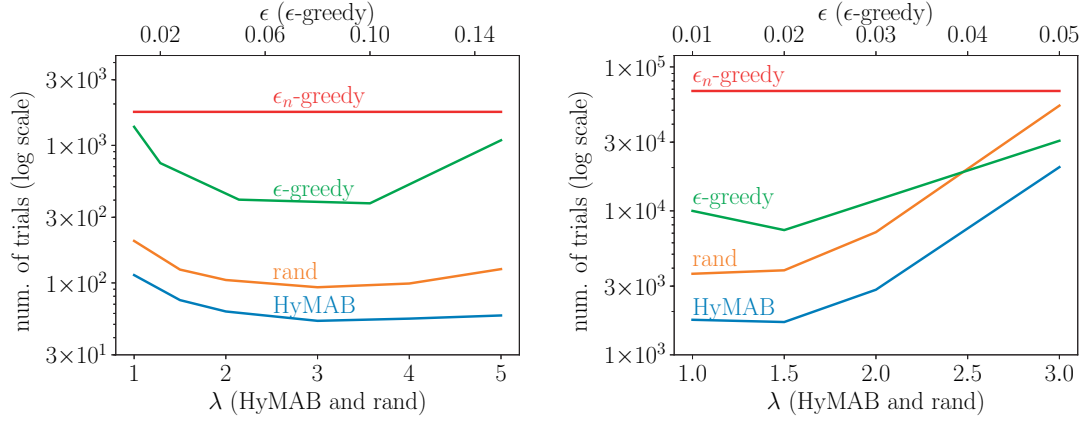 ϵ (ϵ-greedy)
0.02 0.06 0.10 0.14
num. of trials (log scale)
3×10³
1×10³
3×10²
1×10²
3×10¹
ϵₙ-greedy
ϵ-greedy
rand
HyMAB
1 2 3 4 5
λ (HyMAB and rand)
ϵ (ϵ-greedy)
0.01 0.02 0.03 0.04 0.05
num. of trials (log scale)
1×10⁵
3×10⁴
1×10⁴
3×10³
1×10³
ϵₙ-greedy
ϵ-greedy
rand
HyMAB
1.0 1.5 2.0 2.5 3.0
λ (HyMAB and rand)